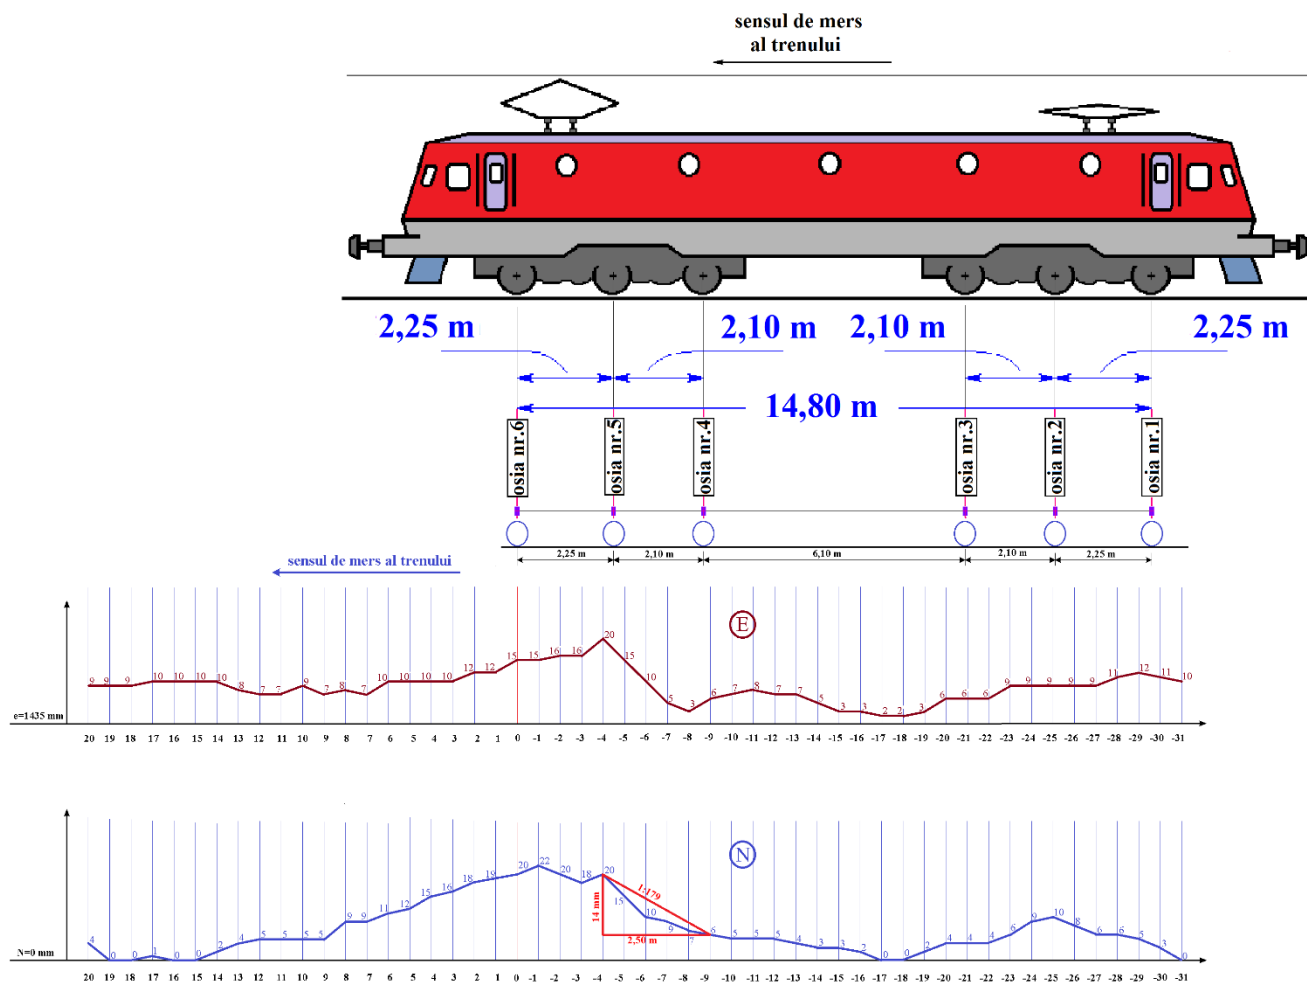 sensul de mers
al trenului
2,25 m 2,10 m 2,10 m 2,25 m
14,80 m
osia nr.6 osia nr.5 osia nr.4 osia nr.3 osia nr.2 osia nr.1
2,25 m 2,10 m 6,10 m 2,10 m 2,25 m
sensul de mers al trenului
E
9 9 9 10 10 10 10 8 7 7 9 7 8 7 10 10 10 10 12 12 15 15 16 16 20 15 10 5 3 6 7 8 7 7 5 3 3 2 2 3 6 6 6 9 9 9 9 9 11 12 11 10
e=1435 mm
20 19 18 17 16 15 14 13 12 11 10 9 8 7 6 5 4 3 2 1 0 -1 -2 -3 -4 -5 -6 -7 -8 -9 -10 -11 -12 -13 -14 -15 -16 -17 -18 -19 -20 -21 -22 -23 -24 -25 -26 -27 -28 -29 -30 -31
N
4 0 0 1 0 0 2 4 5 5 5 5 9 9 11 12 15 16 18 19 20 22 20 18 20 15 10 9 7 6 5 5 5 4 3 3 2 0 0 2 4 4 4 6 9 10 8 6 6 5 3 0
1:179
14 mm
2,50 m
N=0 mm
20 19 18 17 16 15 14 13 12 11 10 9 8 7 6 5 4 3 2 1 0 -1 -2 -3 -4 -5 -6 -7 -8 -9 -10 -11 -12 -13 -14 -15 -16 -17 -18 -19 -20 -21 -22 -23 -24 -25 -26 -27 -28 -29 -30 -31